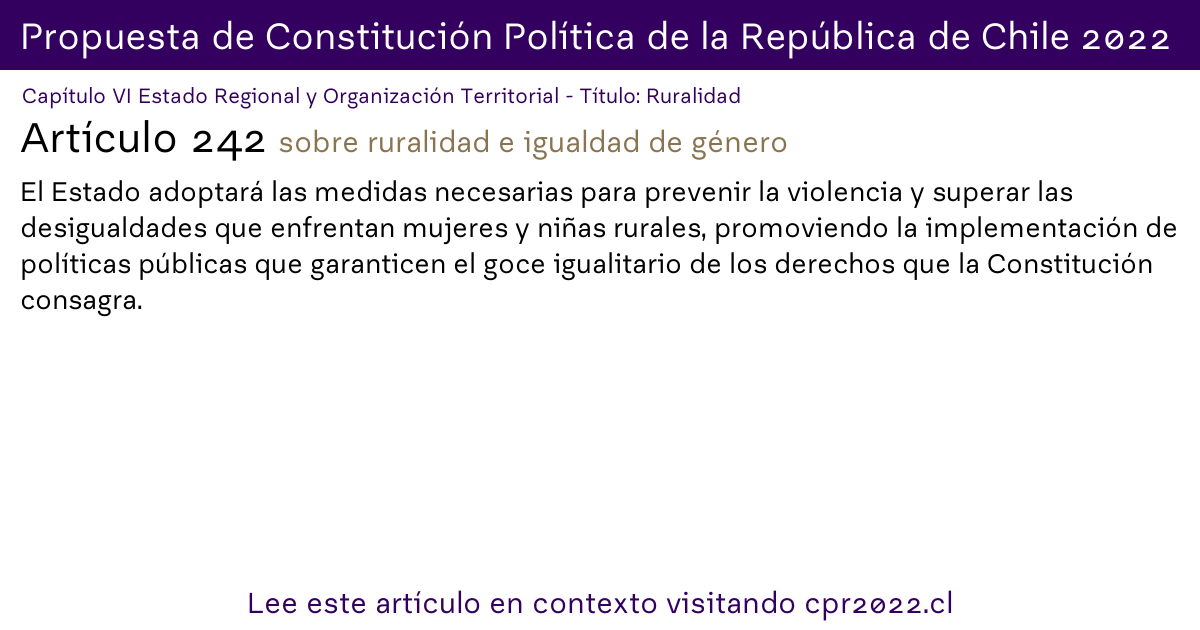 Propuesta de Constitución Política de la República de Chile 2022
Capítulo VI Estado Regional y Organización Territorial - Título: Ruralidad
Artículo 242 sobre ruralidad e igualdad de género
El Estado adoptará las medidas necesarias para prevenir la violencia y superar las
desigualdades que enfrentan mujeres y niñas rurales, promoviendo la implementación de
políticas públicas que garanticen el goce igualitario de los derechos que la Constitución
consagra.
Lee este artículo en contexto visitando cpr2022.cl